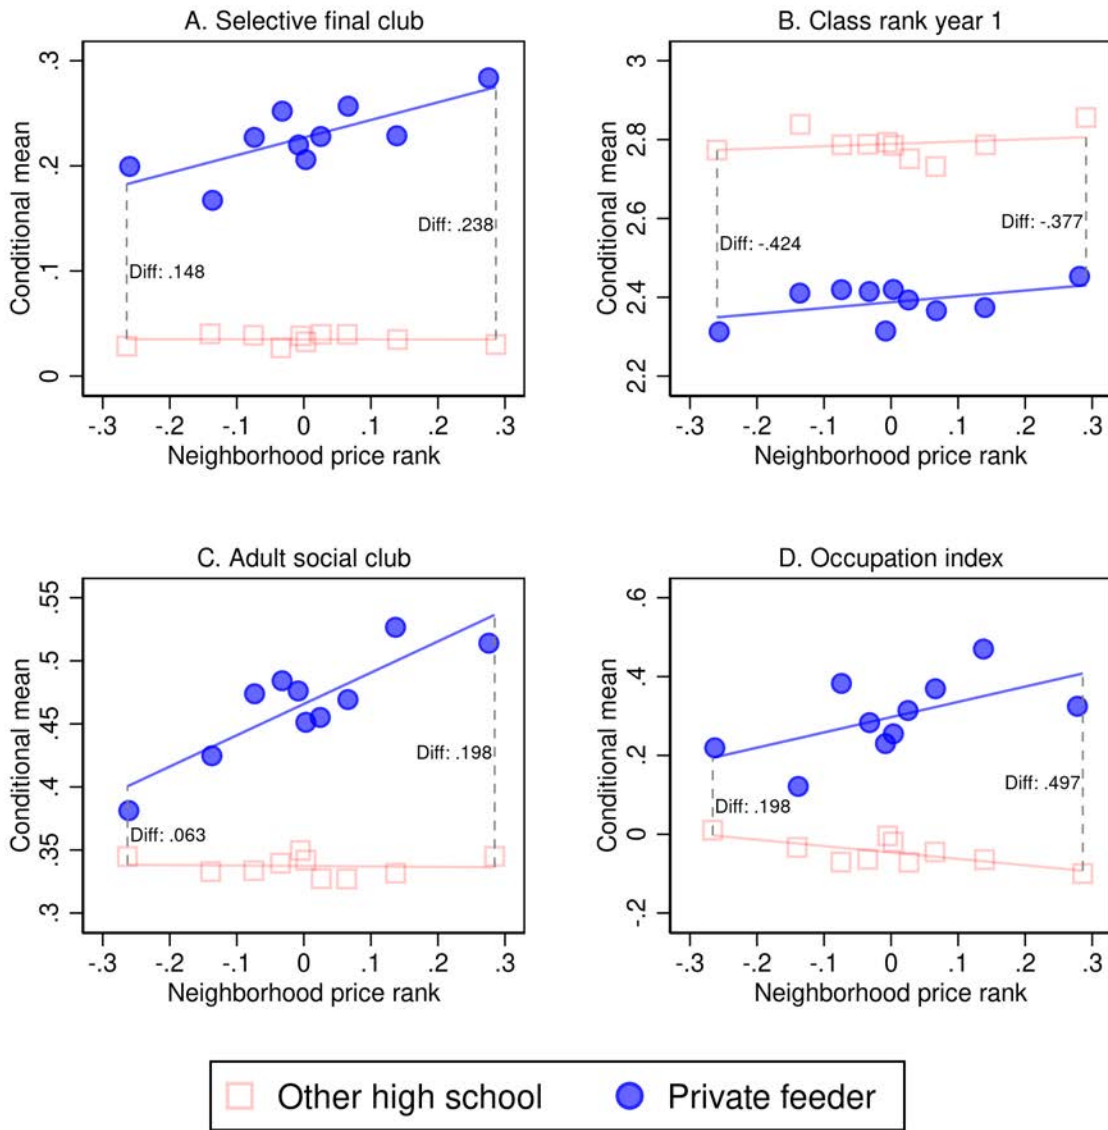 A. Selective final club
Conditional mean
.3
.2
.1
0
Diff: .148
Diff: .238
-.3 -.2 -.1 0 .1 .2 .3
Neighborhood price rank
B. Class rank year 1
Conditional mean
3
2.8
2.6
2.4
2.2
Diff: -.424
Diff: -.377
-.3 -.2 -.1 0 .1 .2 .3
Neighborhood price rank
C. Adult social club
Conditional mean
.55
.5
.45
.4
.35
.3
Diff: .063
Diff: .198
-.3 -.2 -.1 0 .1 .2 .3
Neighborhood price rank
D. Occupation index
Conditional mean
.6
.4
.2
0
-.2
Diff: .198
Diff: .497
-.3 -.2 -.1 0 .1 .2 .3
Neighborhood price rank
Other high school
Private feeder